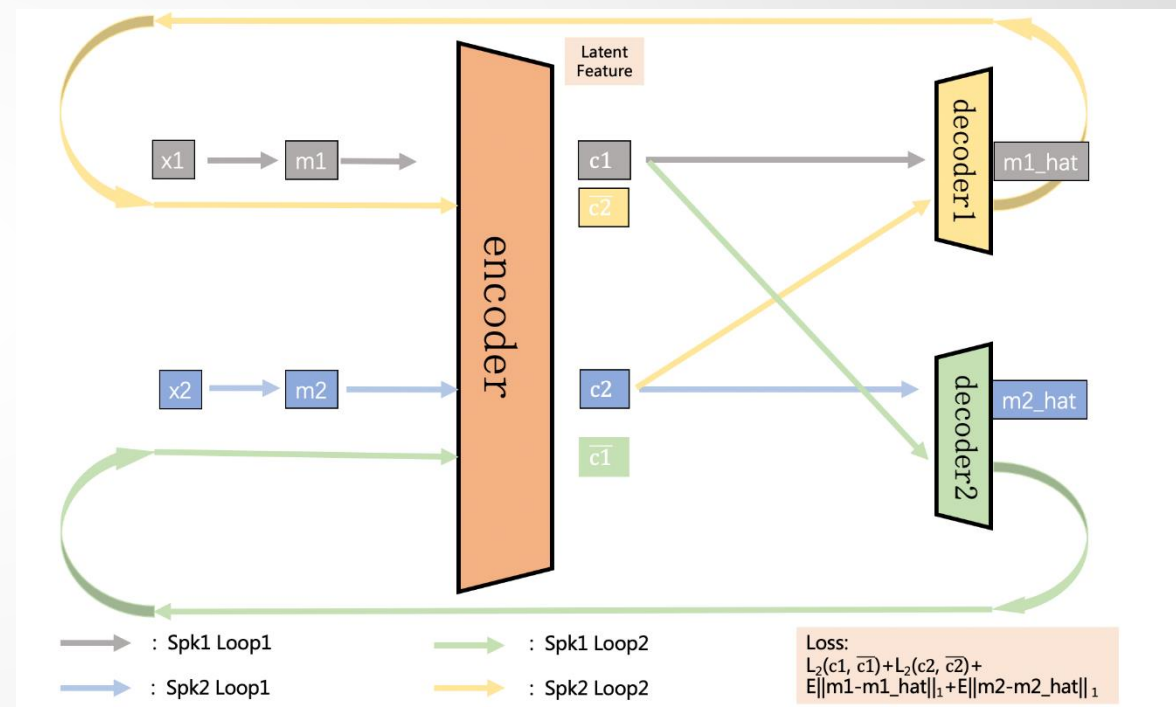 Latent
Feature
x1
m1
c1
c2̅
encoder
decoder1
m1_hat
x2
m2
c2
c1̅
decoder2
m2_hat
: Spk1 Loop1
: Spk1 Loop2
: Spk2 Loop1
: Spk2 Loop2
Loss:
L₂(c1, c1̅)+L₂(c2, c2̅)+
E||m1-m1_hat||₁+E||m2-m2_hat||₁